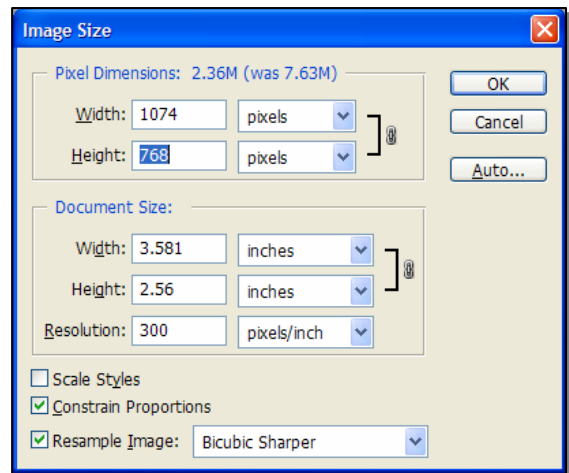 Image Size
Pixel Dimensions: 2.36M (was 7.63M)
Width: 1074 pixels
Height: 768 pixels
OK
Cancel
Auto...
Document Size:
Width: 3.581 inches
Height: 2.56 inches
Resolution: 300 pixels/inch
Scale Styles
Constrain Proportions
Resample Image: Bicubic Sharper